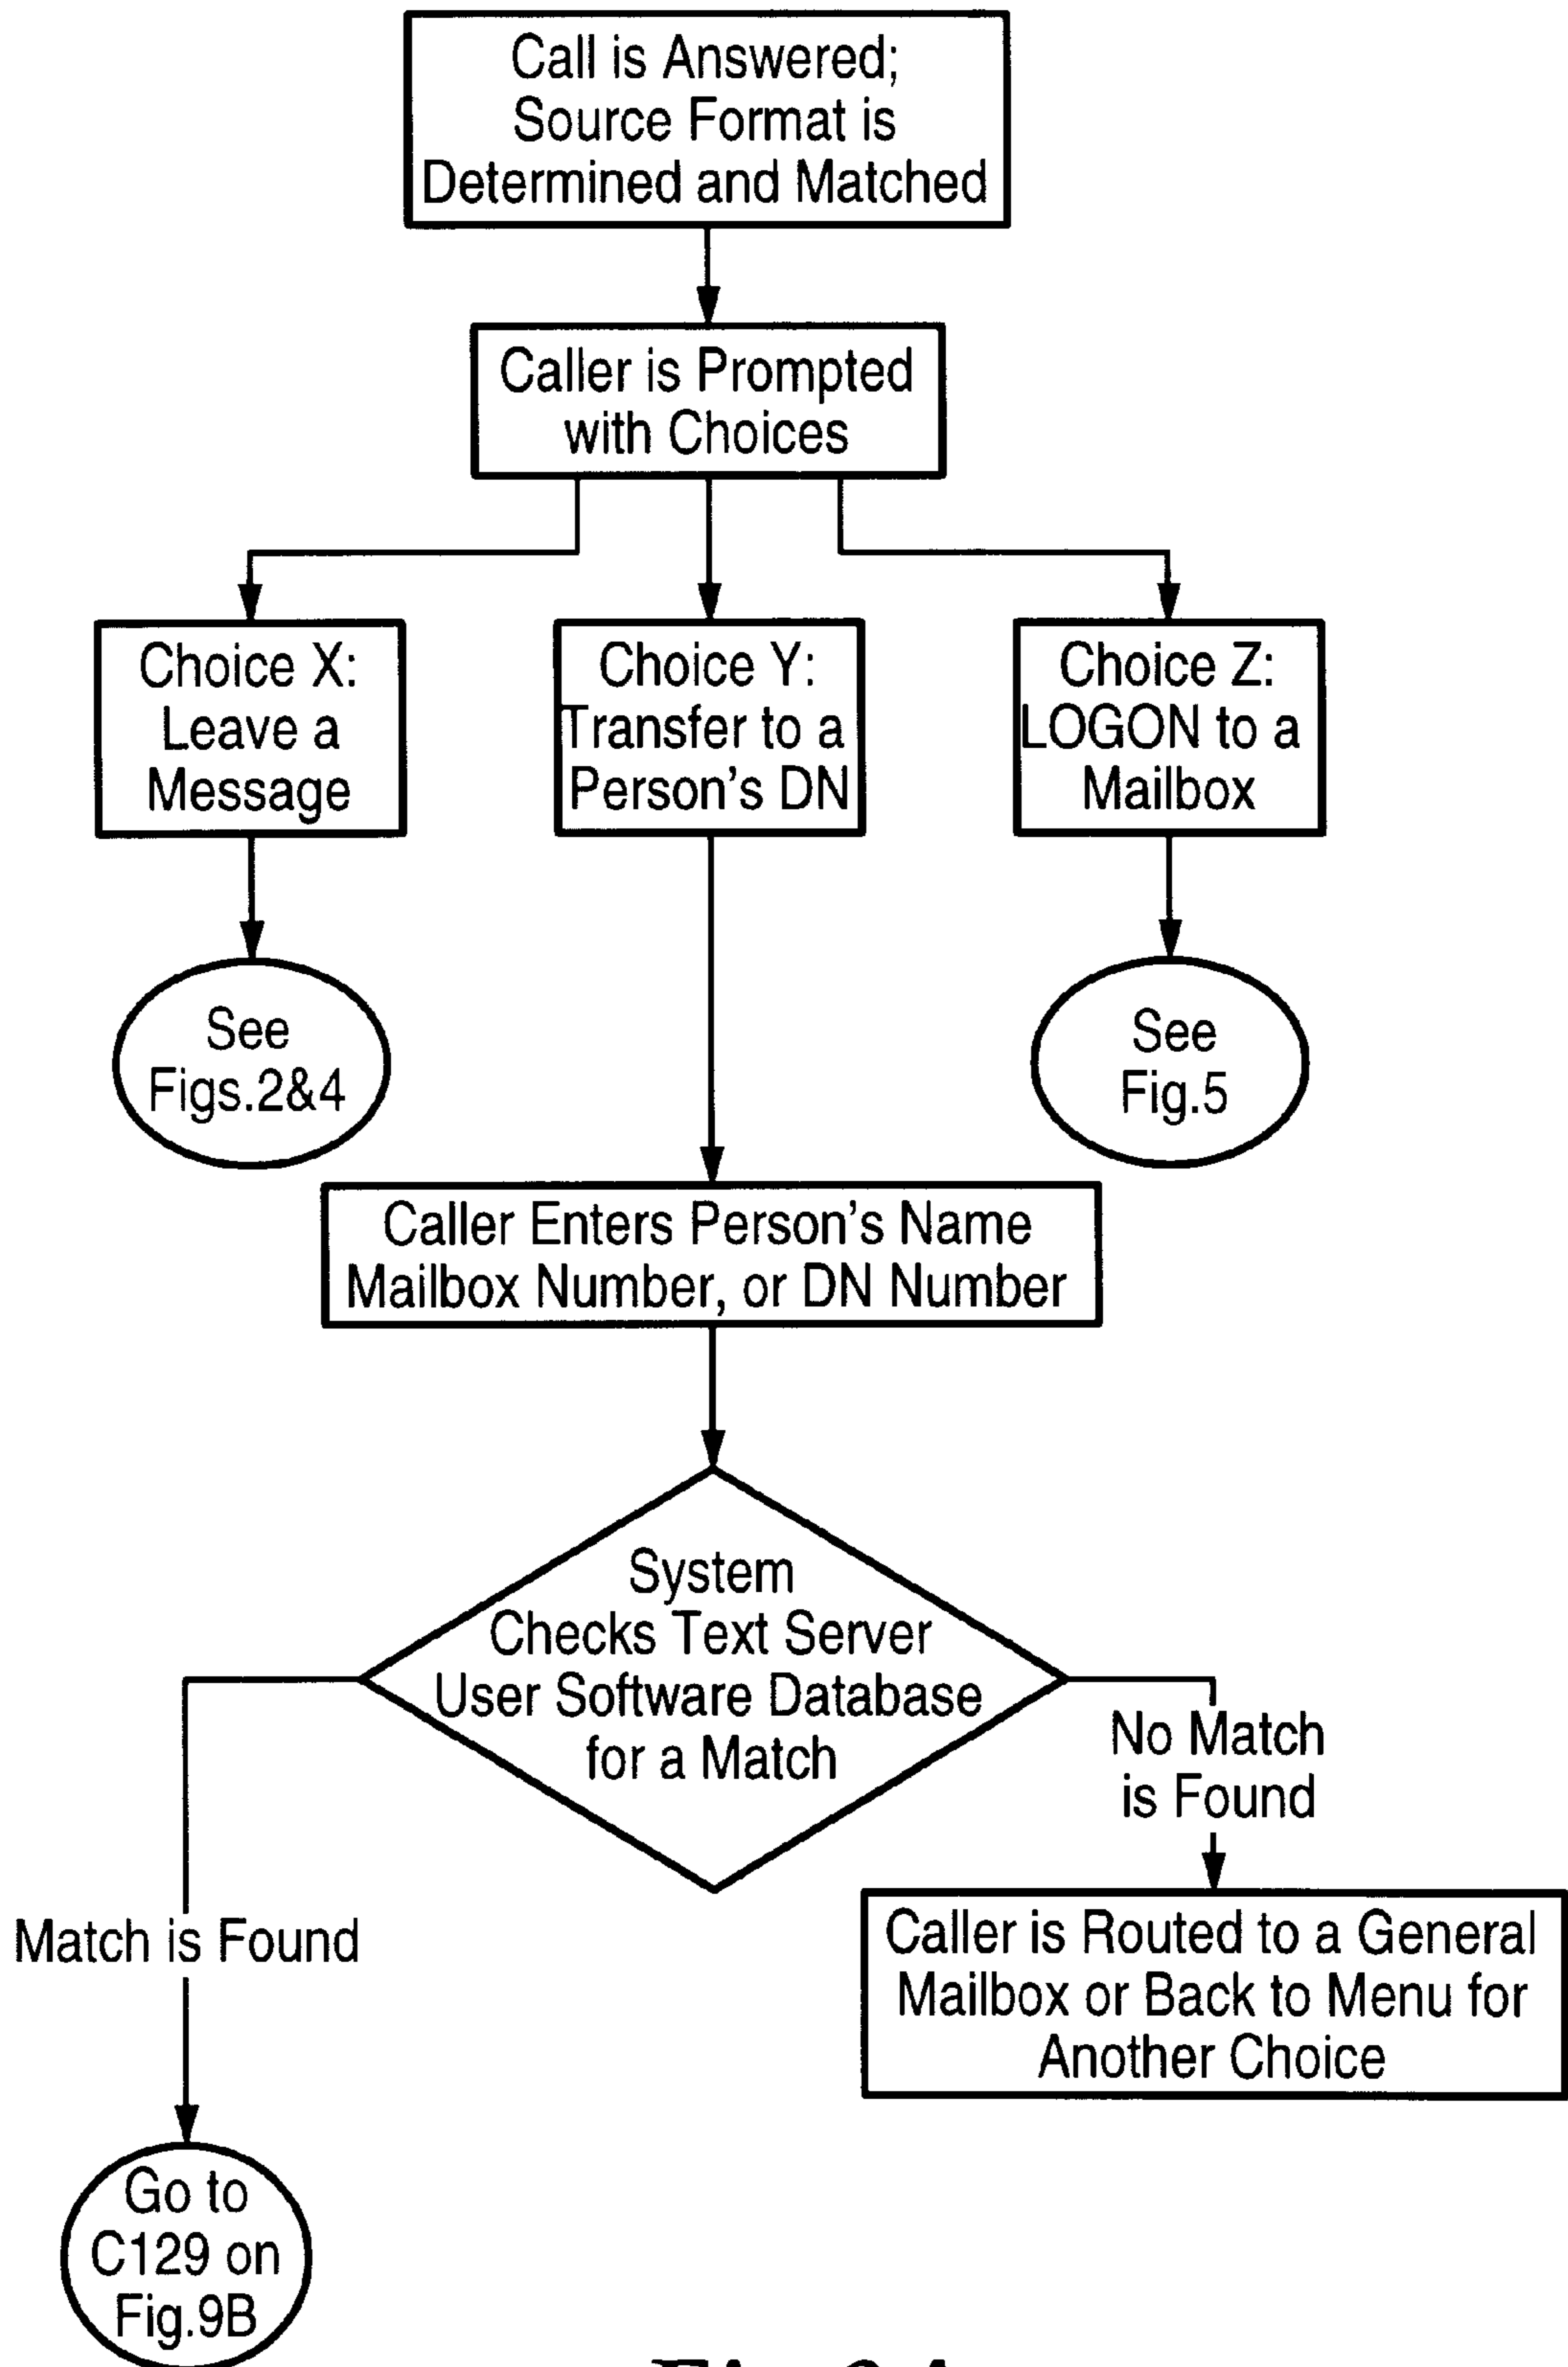 Call is Answered;
Source Format is
Determined and Matched
Caller is Prompted
with Choices
Choice X:
Leave a
Message
Choice Y:
Transfer to a
Person's DN
Choice Z:
LOGON to a
Mailbox
See
Figs.2&4
See
Fig.5
Caller Enters Person's Name
Mailbox Number, or DN Number
System
Checks Text Server
User Software Database
for a Match
No Match
is Found
Match is Found
Caller is Routed to a General
Mailbox or Back to Menu for
Another Choice
Go to
C129 on
Fig.9B